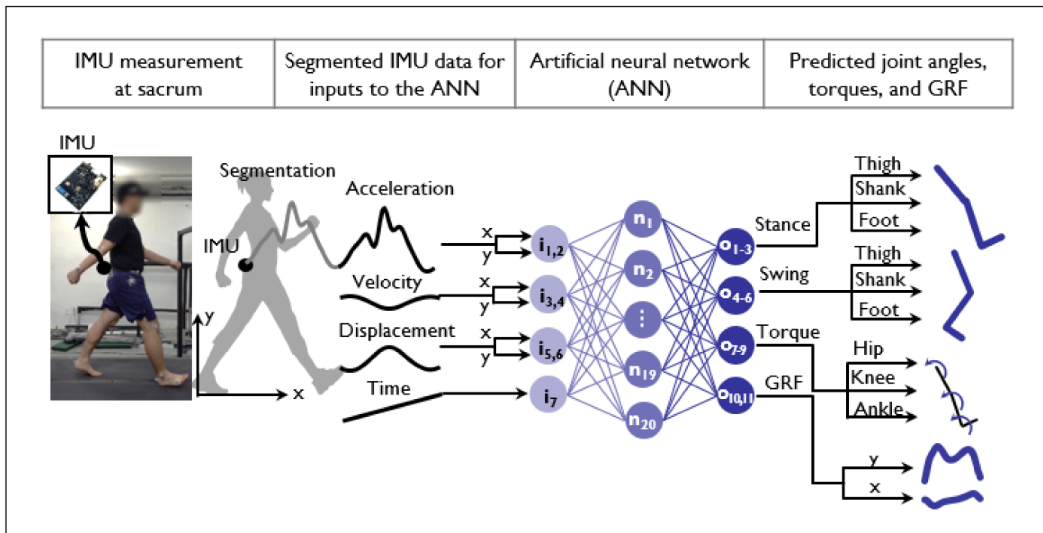 IMU measurement
at sacrum
Segmented IMU data for
inputs to the ANN
Artificial neural network
(ANN)
Predicted joint angles,
torques, and GRF
IMU
Segmentation
IMU
y
x
Acceleration
x
y
Velocity
x
y
Displacement
x
y
Time
i1,2
i3,4
i5,6
i7
n1
n2
⋮
n19
n20
o1-3
o4-6
o7-9
o10,11
Stance
Thigh
Shank
Foot
Swing
Thigh
Shank
Foot
Torque
Hip
Knee
Ankle
GRF
y
x